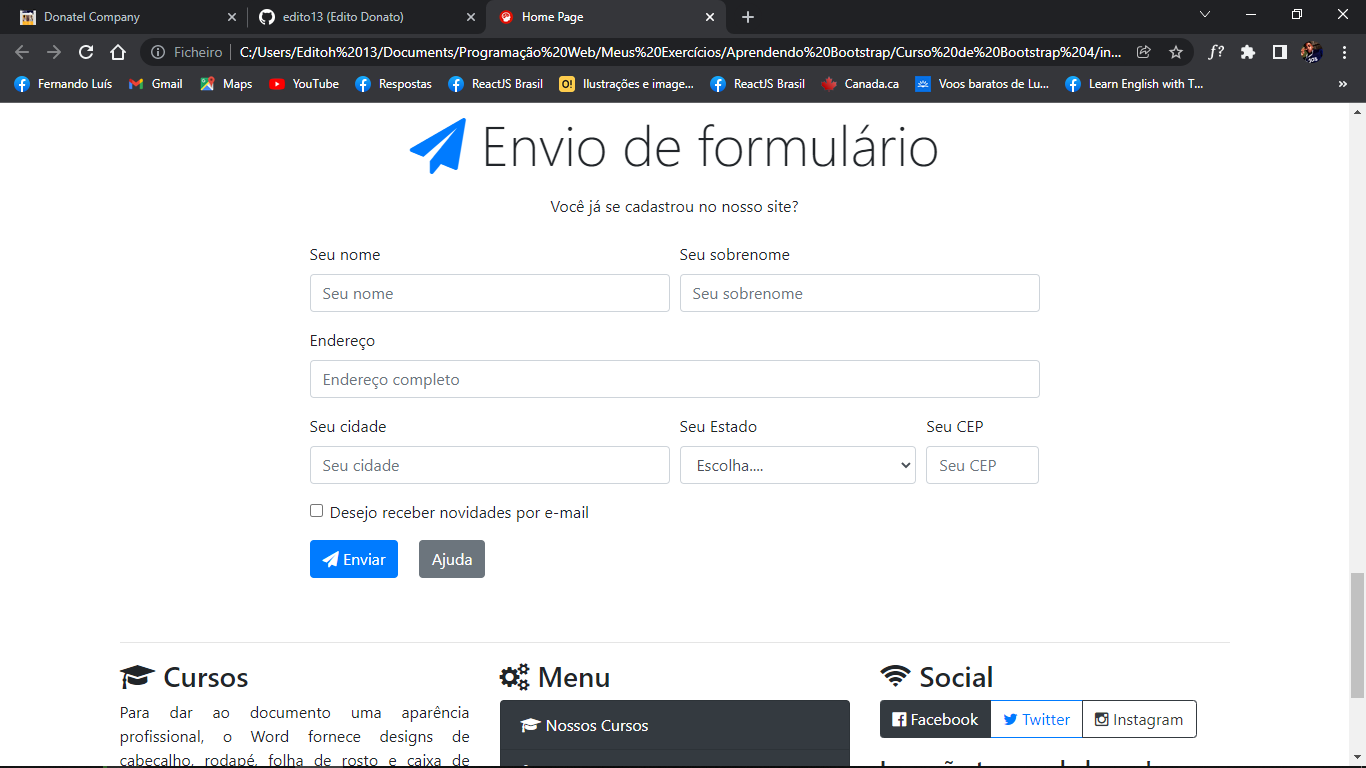 Donatel Company
edito13 (Edito Donato)
Home Page
Ficheiro
C:/Users/Editoh%2013/Documents/Programação%20Web/Meus%20Exercícios/Aprendendo%20Bootstrap/Curso%20de%20Bootstrap%204/in...
f?
Fernando Luís
Gmail
Maps
YouTube
Respostas
ReactJS Brasil
O!
Ilustrações e image...
ReactJS Brasil
Canada.ca
Voos baratos de Lu...
Learn English with T...
»
Envio de formulário
Você já se cadastrou no nosso site?
Seu nome
Seu sobrenome
Seu nome
Seu sobrenome
Endereço
Endereço completo
Seu cidade
Seu Estado
Seu CEP
Seu cidade
Escolha....
Seu CEP
Desejo receber novidades por e-mail
Enviar
Ajuda
Cursos
Menu
Social
Para dar ao documento uma aparência
profissional, o Word fornece designs de
cabeçalho, rodapé, folha de rosto e caixa de
Nossos Cursos
Facebook
Twitter
Instagram